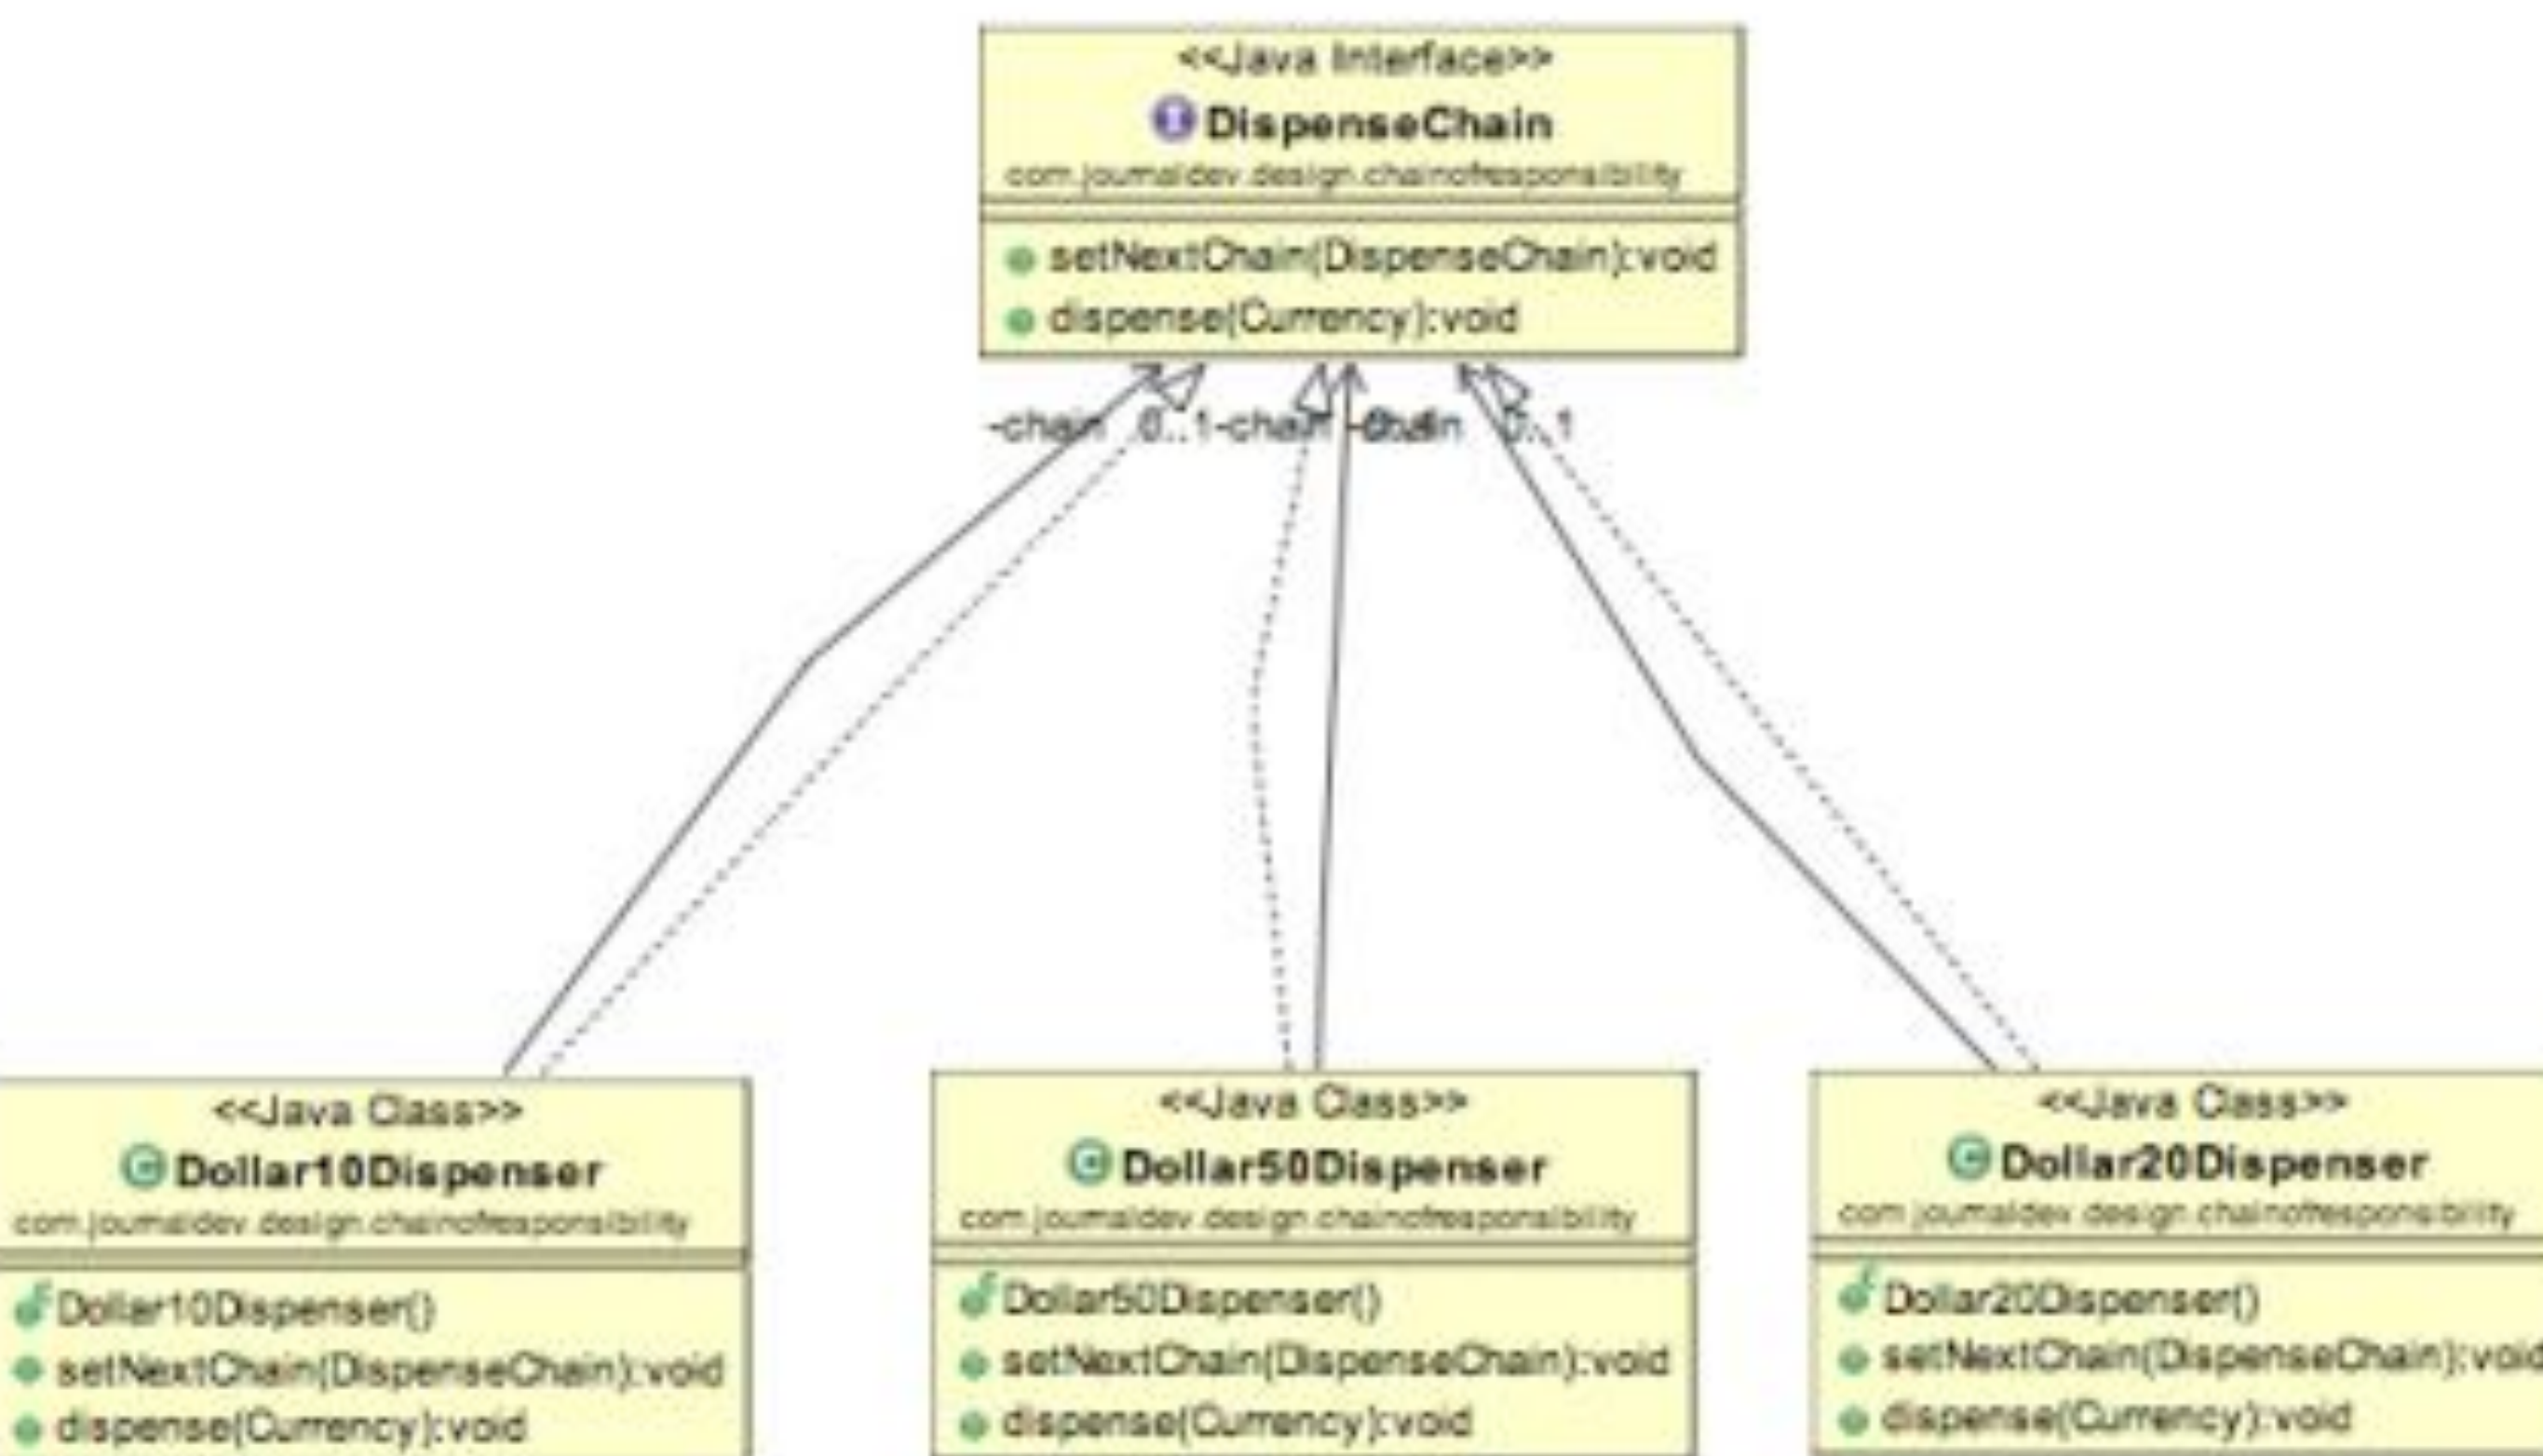 <<Java Interface>>
DispenseChain
com.journaldev.design.chainofresponsibility
setNextChain(DispenseChain):void
dispense(Currency):void
-chain 0..1 -chain 0..1
<<Java Class>>
Dollar10Dispenser
com.journaldev.design.chainofresponsibility
Dollar10Dispenser()
setNextChain(DispenseChain):void
dispense(Currency):void
<<Java Class>>
Dollar50Dispenser
com.journaldev.design.chainofresponsibility
Dollar50Dispenser()
setNextChain(DispenseChain):void
dispense(Currency):void
<<Java Class>>
Dollar20Dispenser
com.journaldev.design.chainofresponsibility
Dollar20Dispenser()
setNextChain(DispenseChain):void
dispense(Currency):void